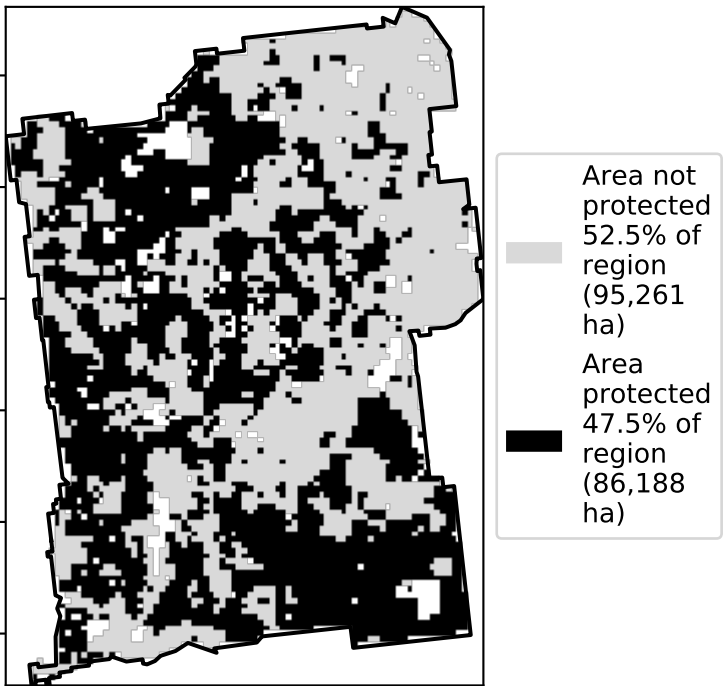 Area not
protected
52.5% of
region
(95,261
ha)
Area
protected
47.5% of
region
(86,188
ha)